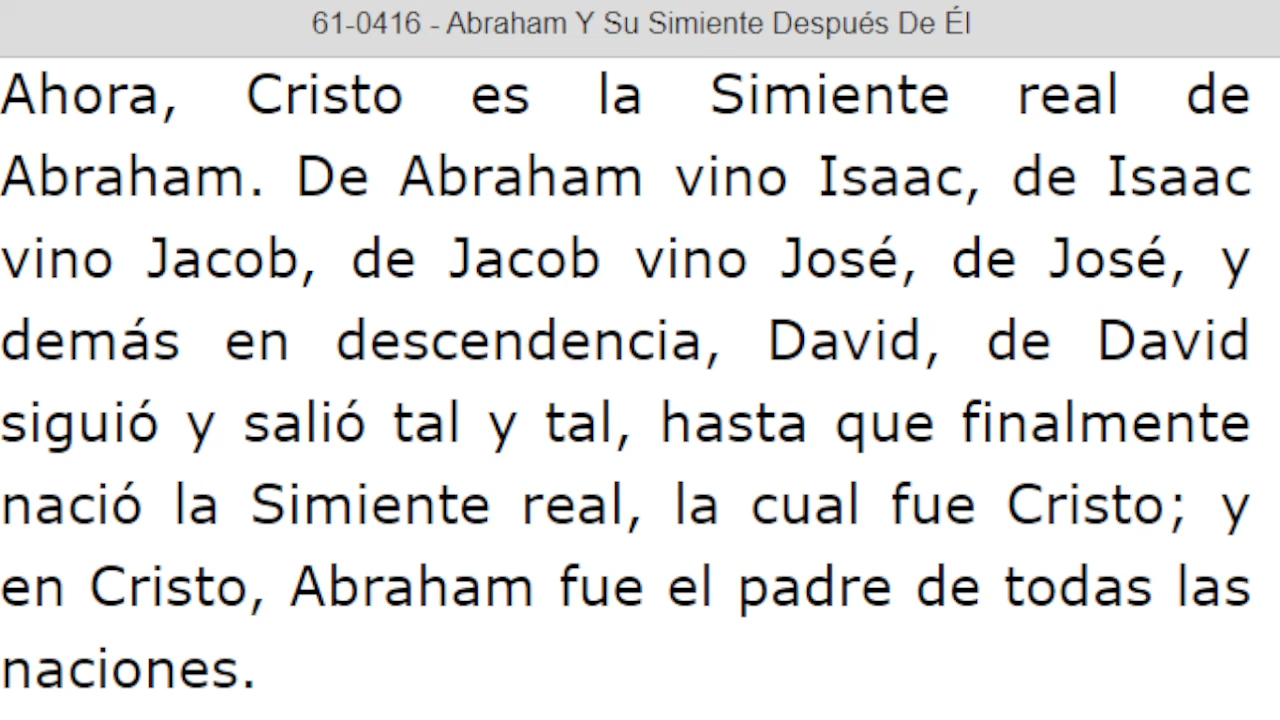 61-0416 - Abraham Y Su Simiente Después De Él
Ahora, Cristo es la Simiente real de
Abraham. De Abraham vino Isaac, de Isaac
vino Jacob, de Jacob vino José, de José, y
demás en descendencia, David, de David
siguió y salió tal y tal, hasta que finalmente
nació la Simiente real, la cual fue Cristo; y
en Cristo, Abraham fue el padre de todas las
naciones.